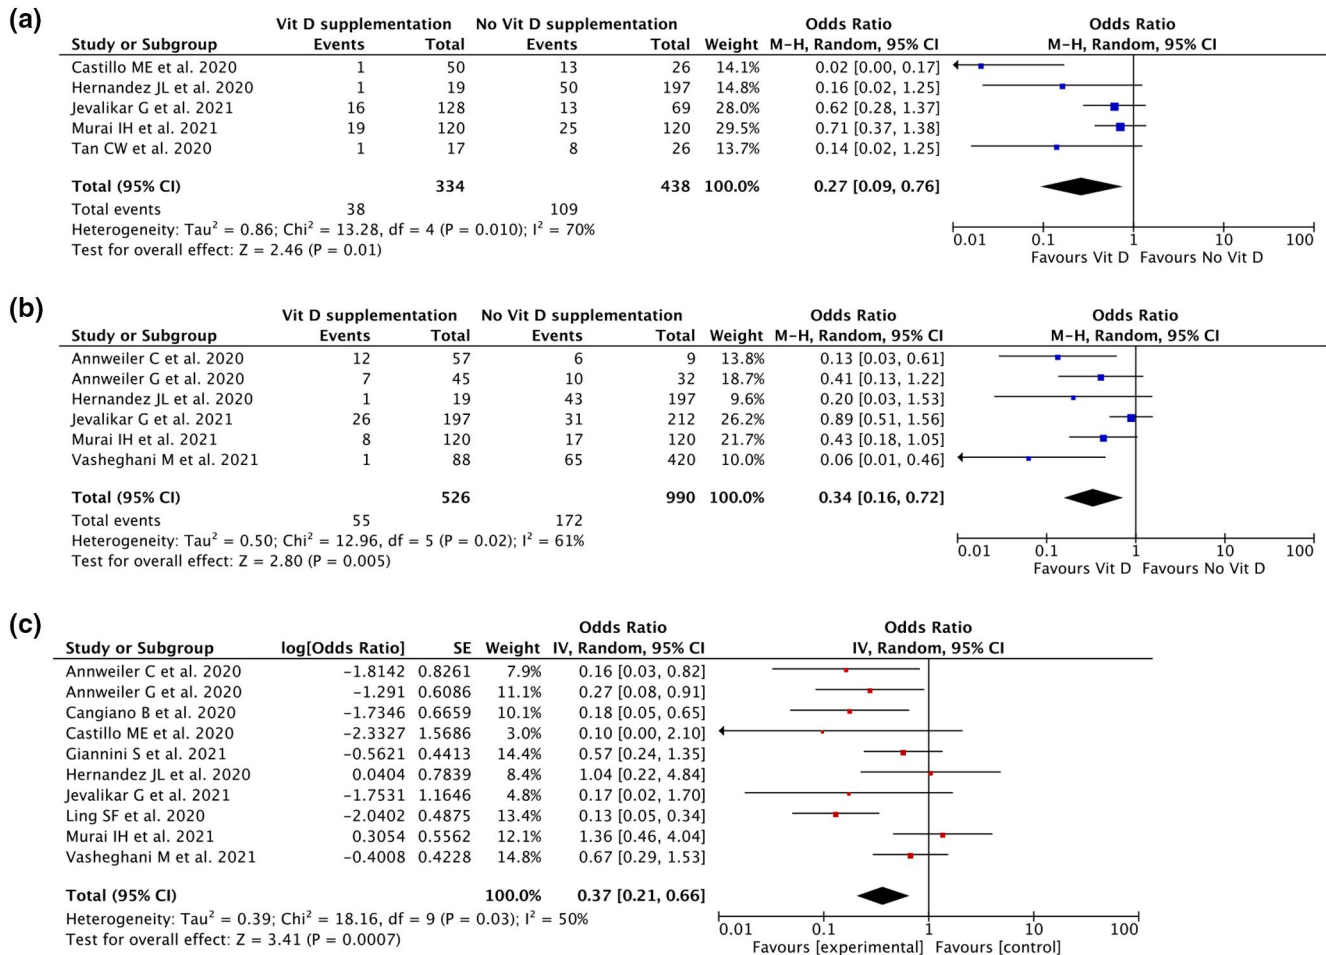 (a)
Vit D supplementation No Vit D supplementation Odds Ratio Odds Ratio
Study or Subgroup Events Total Events Total Weight M-H, Random, 95% CI M-H, Random, 95% CI
Castillo ME et al. 2020 1 50 13 26 14.1% 0.02 [0.00, 0.17]
Hernandez JL et al. 2020 1 19 50 197 14.8% 0.16 [0.02, 1.25]
Jevalikar G et al. 2021 16 128 13 69 28.0% 0.62 [0.28, 1.37]
Murai IH et al. 2021 19 120 25 120 29.5% 0.71 [0.37, 1.38]
Tan CW et al. 2020 1 17 8 26 13.7% 0.14 [0.02, 1.25]
Total (95% CI) 334 438 100.0% 0.27 [0.09, 0.76]
Total events 38 109
Heterogeneity: Tau² = 0.86; Chi² = 13.28, df = 4 (P = 0.010); I² = 70%
Test for overall effect: Z = 2.46 (P = 0.01)
0.01 0.1 1 10 100
Favours Vit D Favours No Vit D
(b)
Vit D supplementation No Vit D supplementation Odds Ratio Odds Ratio
Study or Subgroup Events Total Events Total Weight M-H, Random, 95% CI M-H, Random, 95% CI
Annweiler C et al. 2020 12 57 6 9 13.8% 0.13 [0.03, 0.61]
Annweiler G et al. 2020 7 45 10 32 18.7% 0.41 [0.13, 1.22]
Hernandez JL et al. 2020 1 19 43 197 9.6% 0.20 [0.03, 1.53]
Jevalikar G et al. 2021 26 197 31 212 26.2% 0.89 [0.51, 1.56]
Murai IH et al. 2021 8 120 17 120 21.7% 0.43 [0.18, 1.05]
Vasheghani M et al. 2021 1 88 65 420 10.0% 0.06 [0.01, 0.46]
Total (95% CI) 526 990 100.0% 0.34 [0.16, 0.72]
Total events 55 172
Heterogeneity: Tau² = 0.50; Chi² = 12.96, df = 5 (P = 0.02); I² = 61%
Test for overall effect: Z = 2.80 (P = 0.005)
0.01 0.1 1 10 100
Favours Vit D Favours No Vit D
(c)
Odds Ratio Odds Ratio
Study or Subgroup log[Odds Ratio] SE Weight IV, Random, 95% CI IV, Random, 95% CI
Annweiler C et al. 2020 −1.8142 0.8261 7.9% 0.16 [0.03, 0.82]
Annweiler G et al. 2020 −1.291 0.6086 11.1% 0.27 [0.08, 0.91]
Cangiano B et al. 2020 −1.7346 0.6659 10.1% 0.18 [0.05, 0.65]
Castillo ME et al. 2020 −2.3327 1.5686 3.0% 0.10 [0.00, 2.10]
Giannini S et al. 2021 −0.5621 0.4413 14.4% 0.57 [0.24, 1.35]
Hernandez JL et al. 2020 0.0404 0.7839 8.4% 1.04 [0.22, 4.84]
Jevalikar G et al. 2021 −1.7531 1.1646 4.8% 0.17 [0.02, 1.70]
Ling SF et al. 2020 −2.0402 0.4875 13.4% 0.13 [0.05, 0.34]
Murai IH et al. 2021 0.3054 0.5562 12.1% 1.36 [0.46, 4.04]
Vasheghani M et al. 2021 −0.4008 0.4228 14.8% 0.67 [0.29, 1.53]
Total (95% CI) 100.0% 0.37 [0.21, 0.66]
Heterogeneity: Tau² = 0.39; Chi² = 18.16, df = 9 (P = 0.03); I² = 50%
Test for overall effect: Z = 3.41 (P = 0.0007)
0.01 0.1 1 10 100
Favours [experimental] Favours [control]